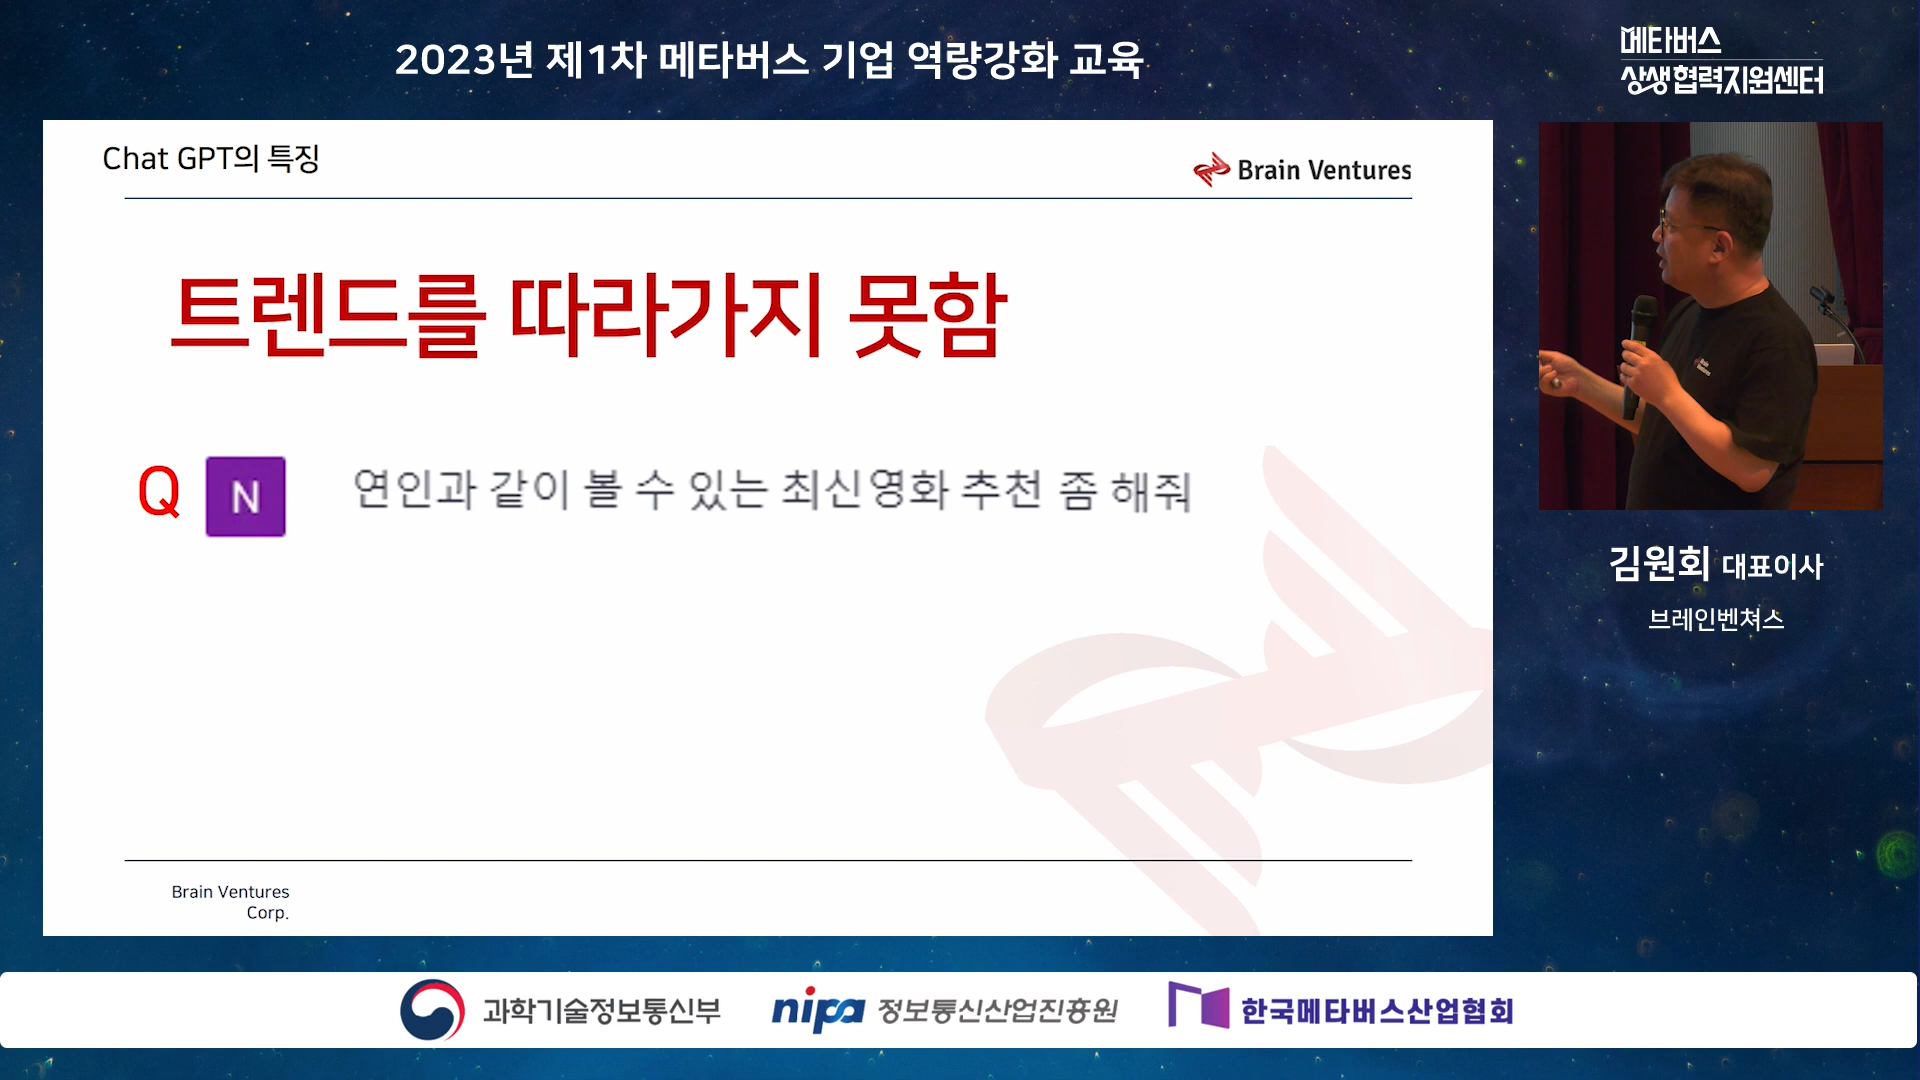 2023년 제1차 메타버스 기업 역량강화 교육
메타버스
상생협력지원센터
Chat GPT의 특징
Brain Ventures
트렌드를 따라가지 못함
Q N 연인과 같이 볼 수 있는 최신영화 추천 좀 해줘
김원회 대표이사
브레인벤쳐스
Brain Ventures
Corp.
과학기술정보통신부
nipa 정보통신산업진흥원
한국메타버스산업협회